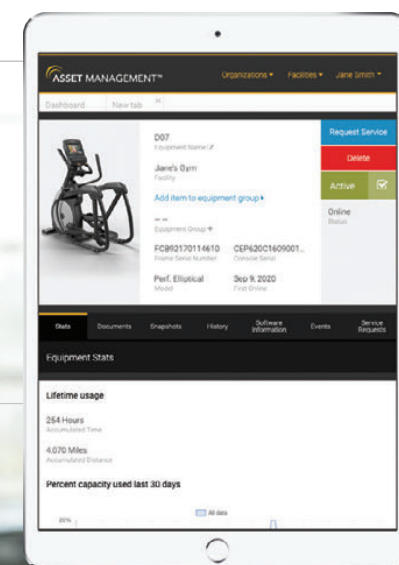 ASSET MANAGEMENT™
Organizations Facilities Jane Smith
Dashboard New tab ×
D07
Equipment Name
Jane's Gym
Facility
Add item to equipment group
-- --
Equipment Group +
FCB92170114610 CEP620C1609001...
Frame Serial Number Console Serial
Perf. Elliptical Sep 9, 2020
Model First Online
Request Service
Delete
Active
Online
Status
Stats Documents Snapshots History Software Information Events Service Requests
Equipment Stats
Lifetime usage
254 Hours
Accumulated Time
4,070 Miles
Accumulated Distance
Percent capacity used last 30 days
All data
20%